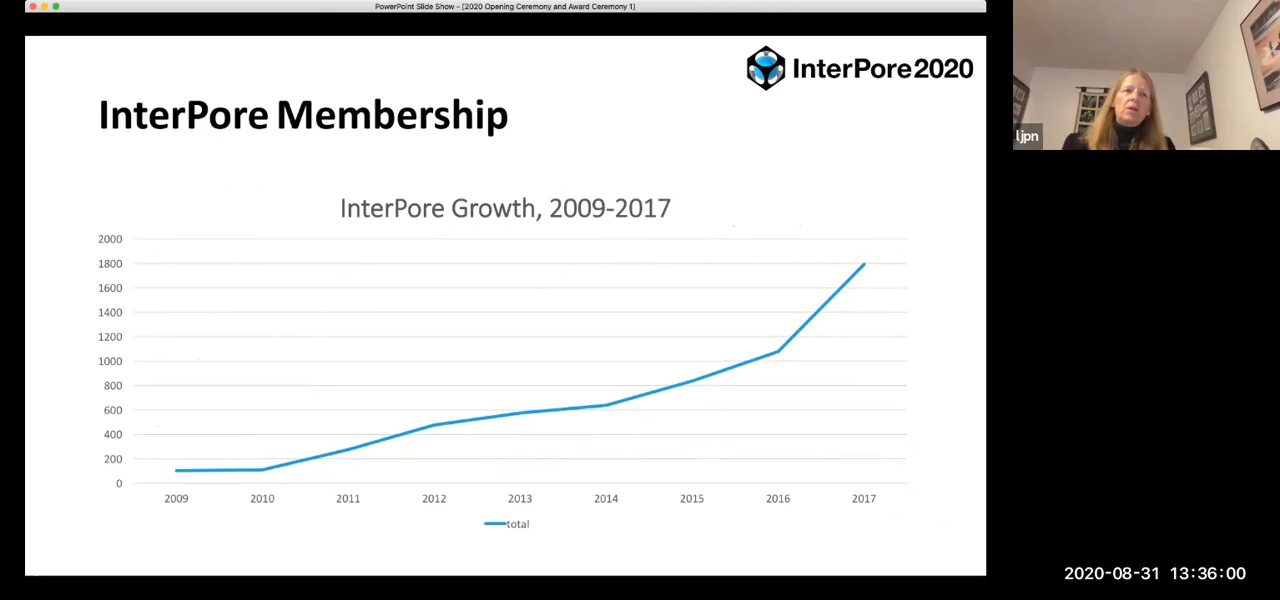 PowerPoint Slide Show - [2020 Opening Ceremony and Award Ceremony 1]
InterPore2020
InterPore Membership
ljpn
InterPore Growth, 2009-2017
2000
1800
1600
1400
1200
1000
800
600
400
200
0
2009 2010 2011 2012 2013 2014 2015 2016 2017
total
2020-08-31 13:36:00